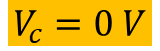 V_c = 0 V